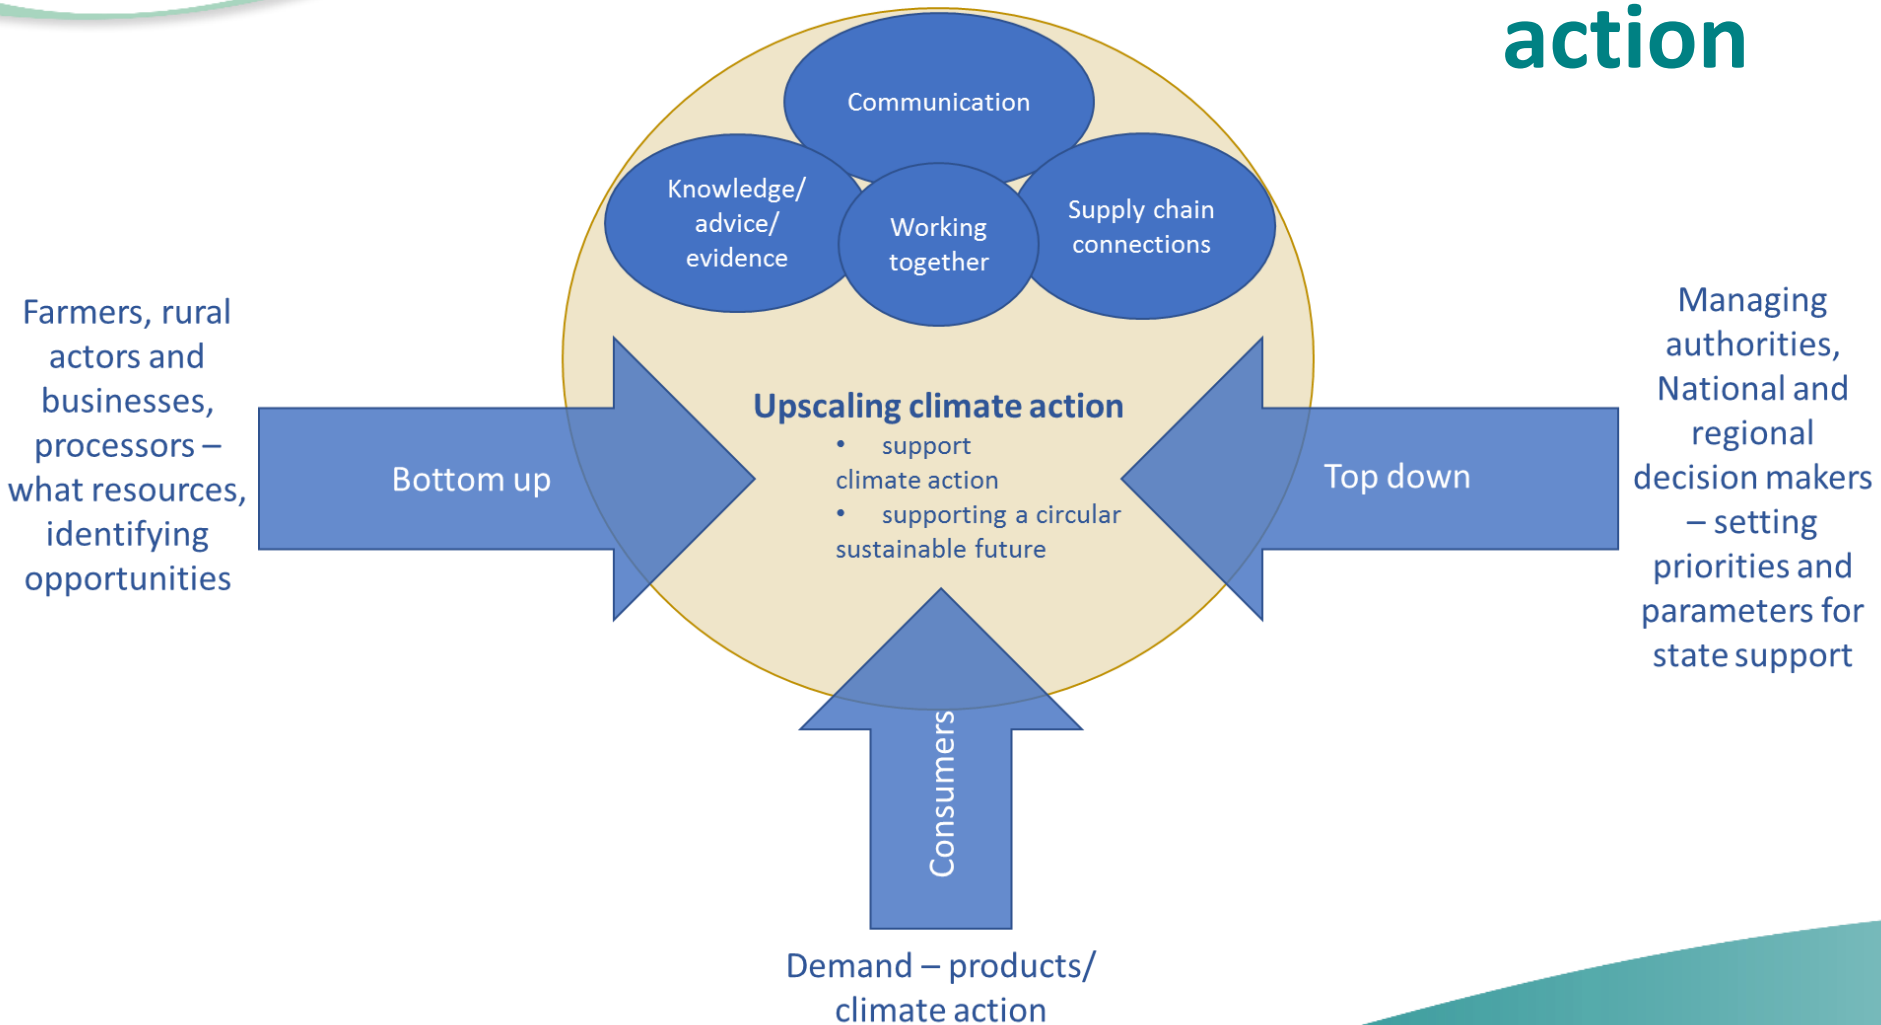 action
Communication
Knowledge/
advice/
evidence
Working
together
Supply chain
connections
Farmers, rural
actors and
businesses,
processors –
what resources,
identifying
opportunities
Bottom up
Upscaling climate action
• support
climate action
• supporting a circular
sustainable future
Top down
Managing
authorities,
National and
regional
decision makers
– setting
priorities and
parameters for
state support
Consumers
Demand – products/
climate action